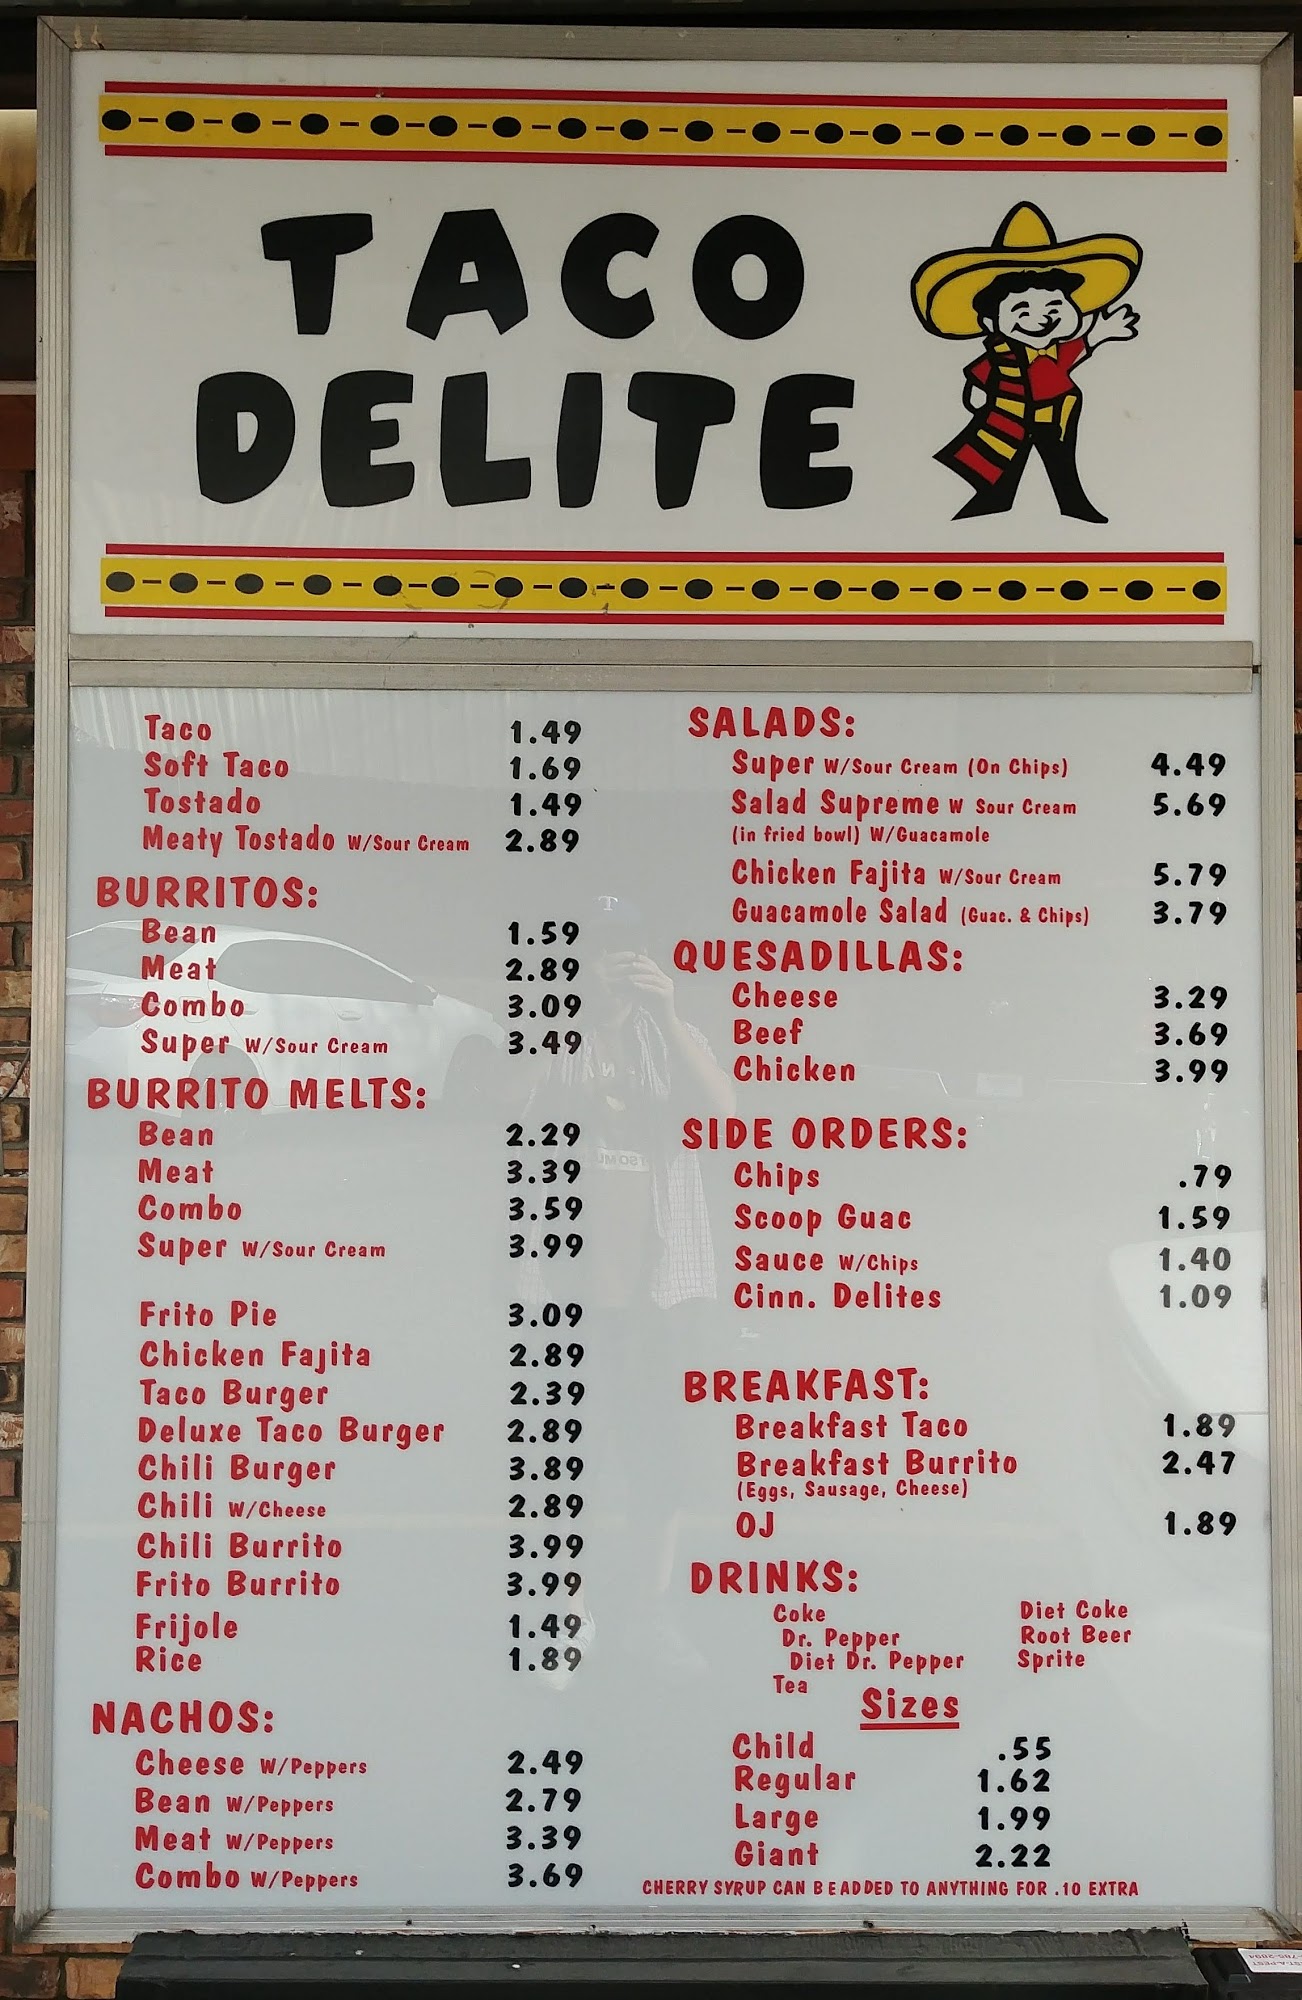 TACO
DELITE
Taco 1.49
Soft Taco 1.69
Tostado 1.49
Meaty Tostado W/Sour Cream 2.89
BURRITOS:
Bean 1.59
Meat 2.89
Combo 3.09
Super W/Sour Cream 3.49
BURRITO MELTS:
Bean 2.29
Meat 3.39
Combo 3.59
Super W/Sour Cream 3.99
Frito Pie 3.09
Chicken Fajita 2.89
Taco Burger 2.39
Deluxe Taco Burger 2.89
Chili Burger 3.89
Chili W/Cheese 2.89
Chili Burrito 3.99
Frito Burrito 3.99
Frijole 1.49
Rice 1.89
NACHOS:
Cheese W/Peppers 2.49
Bean W/Peppers 2.79
Meat W/Peppers 3.39
Combo W/Peppers 3.69
SALADS:
Super W/Sour Cream (On Chips) 4.49
Salad Supreme W Sour Cream 5.69
(in fried bowl) W/Guacamole
Chicken Fajita W/Sour Cream 5.79
Guacamole Salad (Guac. & Chips) 3.79
QUESADILLAS:
Cheese 3.29
Beef 3.69
Chicken 3.99
SIDE ORDERS:
Chips .79
Scoop Guac 1.59
Sauce W/Chips 1.40
Cinn. Delites 1.09
BREAKFAST:
Breakfast Taco 1.89
Breakfast Burrito 2.47
(Eggs, Sausage, Cheese)
OJ 1.89
DRINKS:
Coke Diet Coke
Dr. Pepper Root Beer
Diet Dr. Pepper Sprite
Tea
Sizes
Child .55
Regular 1.62
Large 1.99
Giant 2.22
CHERRY SYRUP CAN BE ADDED TO ANYTHING FOR .10 EXTRA